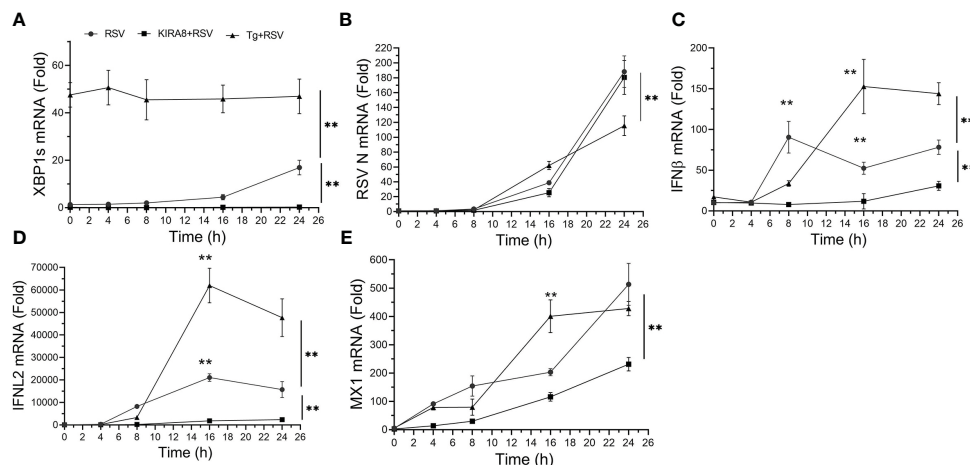 A
RSV
KIRA8+RSV
Tg+RSV
XBP1s mRNA (Fold)
60
40
20
0
**
**
0 2 4 6 8 10 12 14 16 18 20 22 24 26
Time (h)
B
RSV N mRNA (Fold)
220
200
180
160
140
120
100
80
60
40
20
0
**
0 2 4 6 8 10 12 14 16 18 20 22 24 26
Time (h)
C
IFNβ mRNA (Fold)
200
150
100
50
0
**
**
**
**
**
0 2 4 6 8 10 12 14 16 18 20 22 24 26
Time (h)
D
IFNL2 mRNA (Fold)
70000
60000
50000
40000
30000
20000
10000
0
**
**
**
**
0 2 4 6 8 10 12 14 16 18 20 22 24 26
Time (h)
E
MX1 mRNA (Fold)
600
500
400
300
200
100
0
**
**
0 2 4 6 8 10 12 14 16 18 20 22 24 26
Time (h)